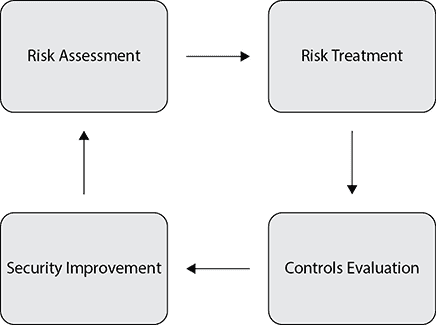 Risk Assessment
Risk Treatment
Security Improvement
Controls Evaluation